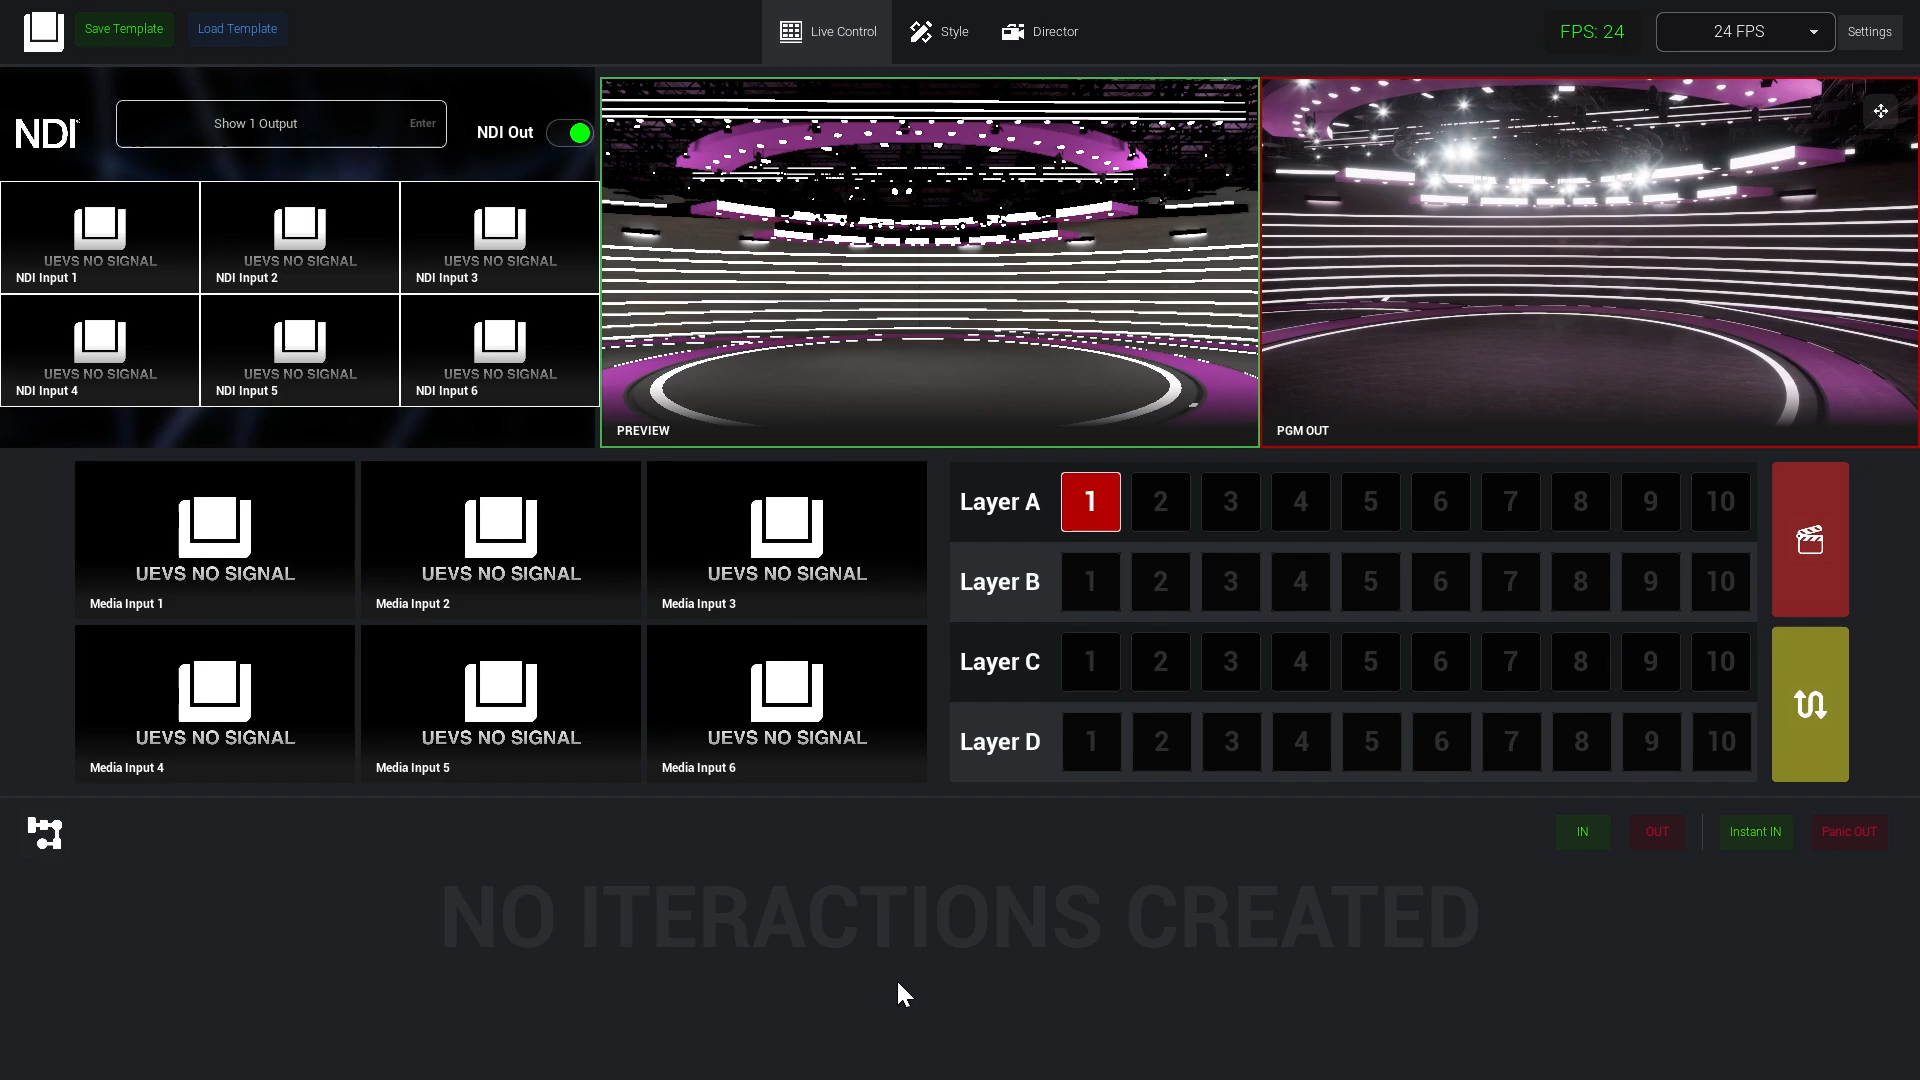 Save Template
Load Template
Live Control
Style
Director
FPS: 24
24 FPS
Settings
NDI
Show 1 Output
Enter
NDI Out
UEVS NO SIGNAL
NDI Input 1
UEVS NO SIGNAL
NDI Input 2
UEVS NO SIGNAL
NDI Input 3
UEVS NO SIGNAL
NDI Input 4
UEVS NO SIGNAL
NDI Input 5
UEVS NO SIGNAL
NDI Input 6
PREVIEW
PGM OUT
UEVS NO SIGNAL
Media Input 1
UEVS NO SIGNAL
Media Input 2
UEVS NO SIGNAL
Media Input 3
UEVS NO SIGNAL
Media Input 4
UEVS NO SIGNAL
Media Input 5
UEVS NO SIGNAL
Media Input 6
Layer A 1 2 3 4 5 6 7 8 9 10
Layer B 1 2 3 4 5 6 7 8 9 10
Layer C 1 2 3 4 5 6 7 8 9 10
Layer D 1 2 3 4 5 6 7 8 9 10
IN
OUT
Instant IN
Panic OUT
NO ITERACTIONS CREATED